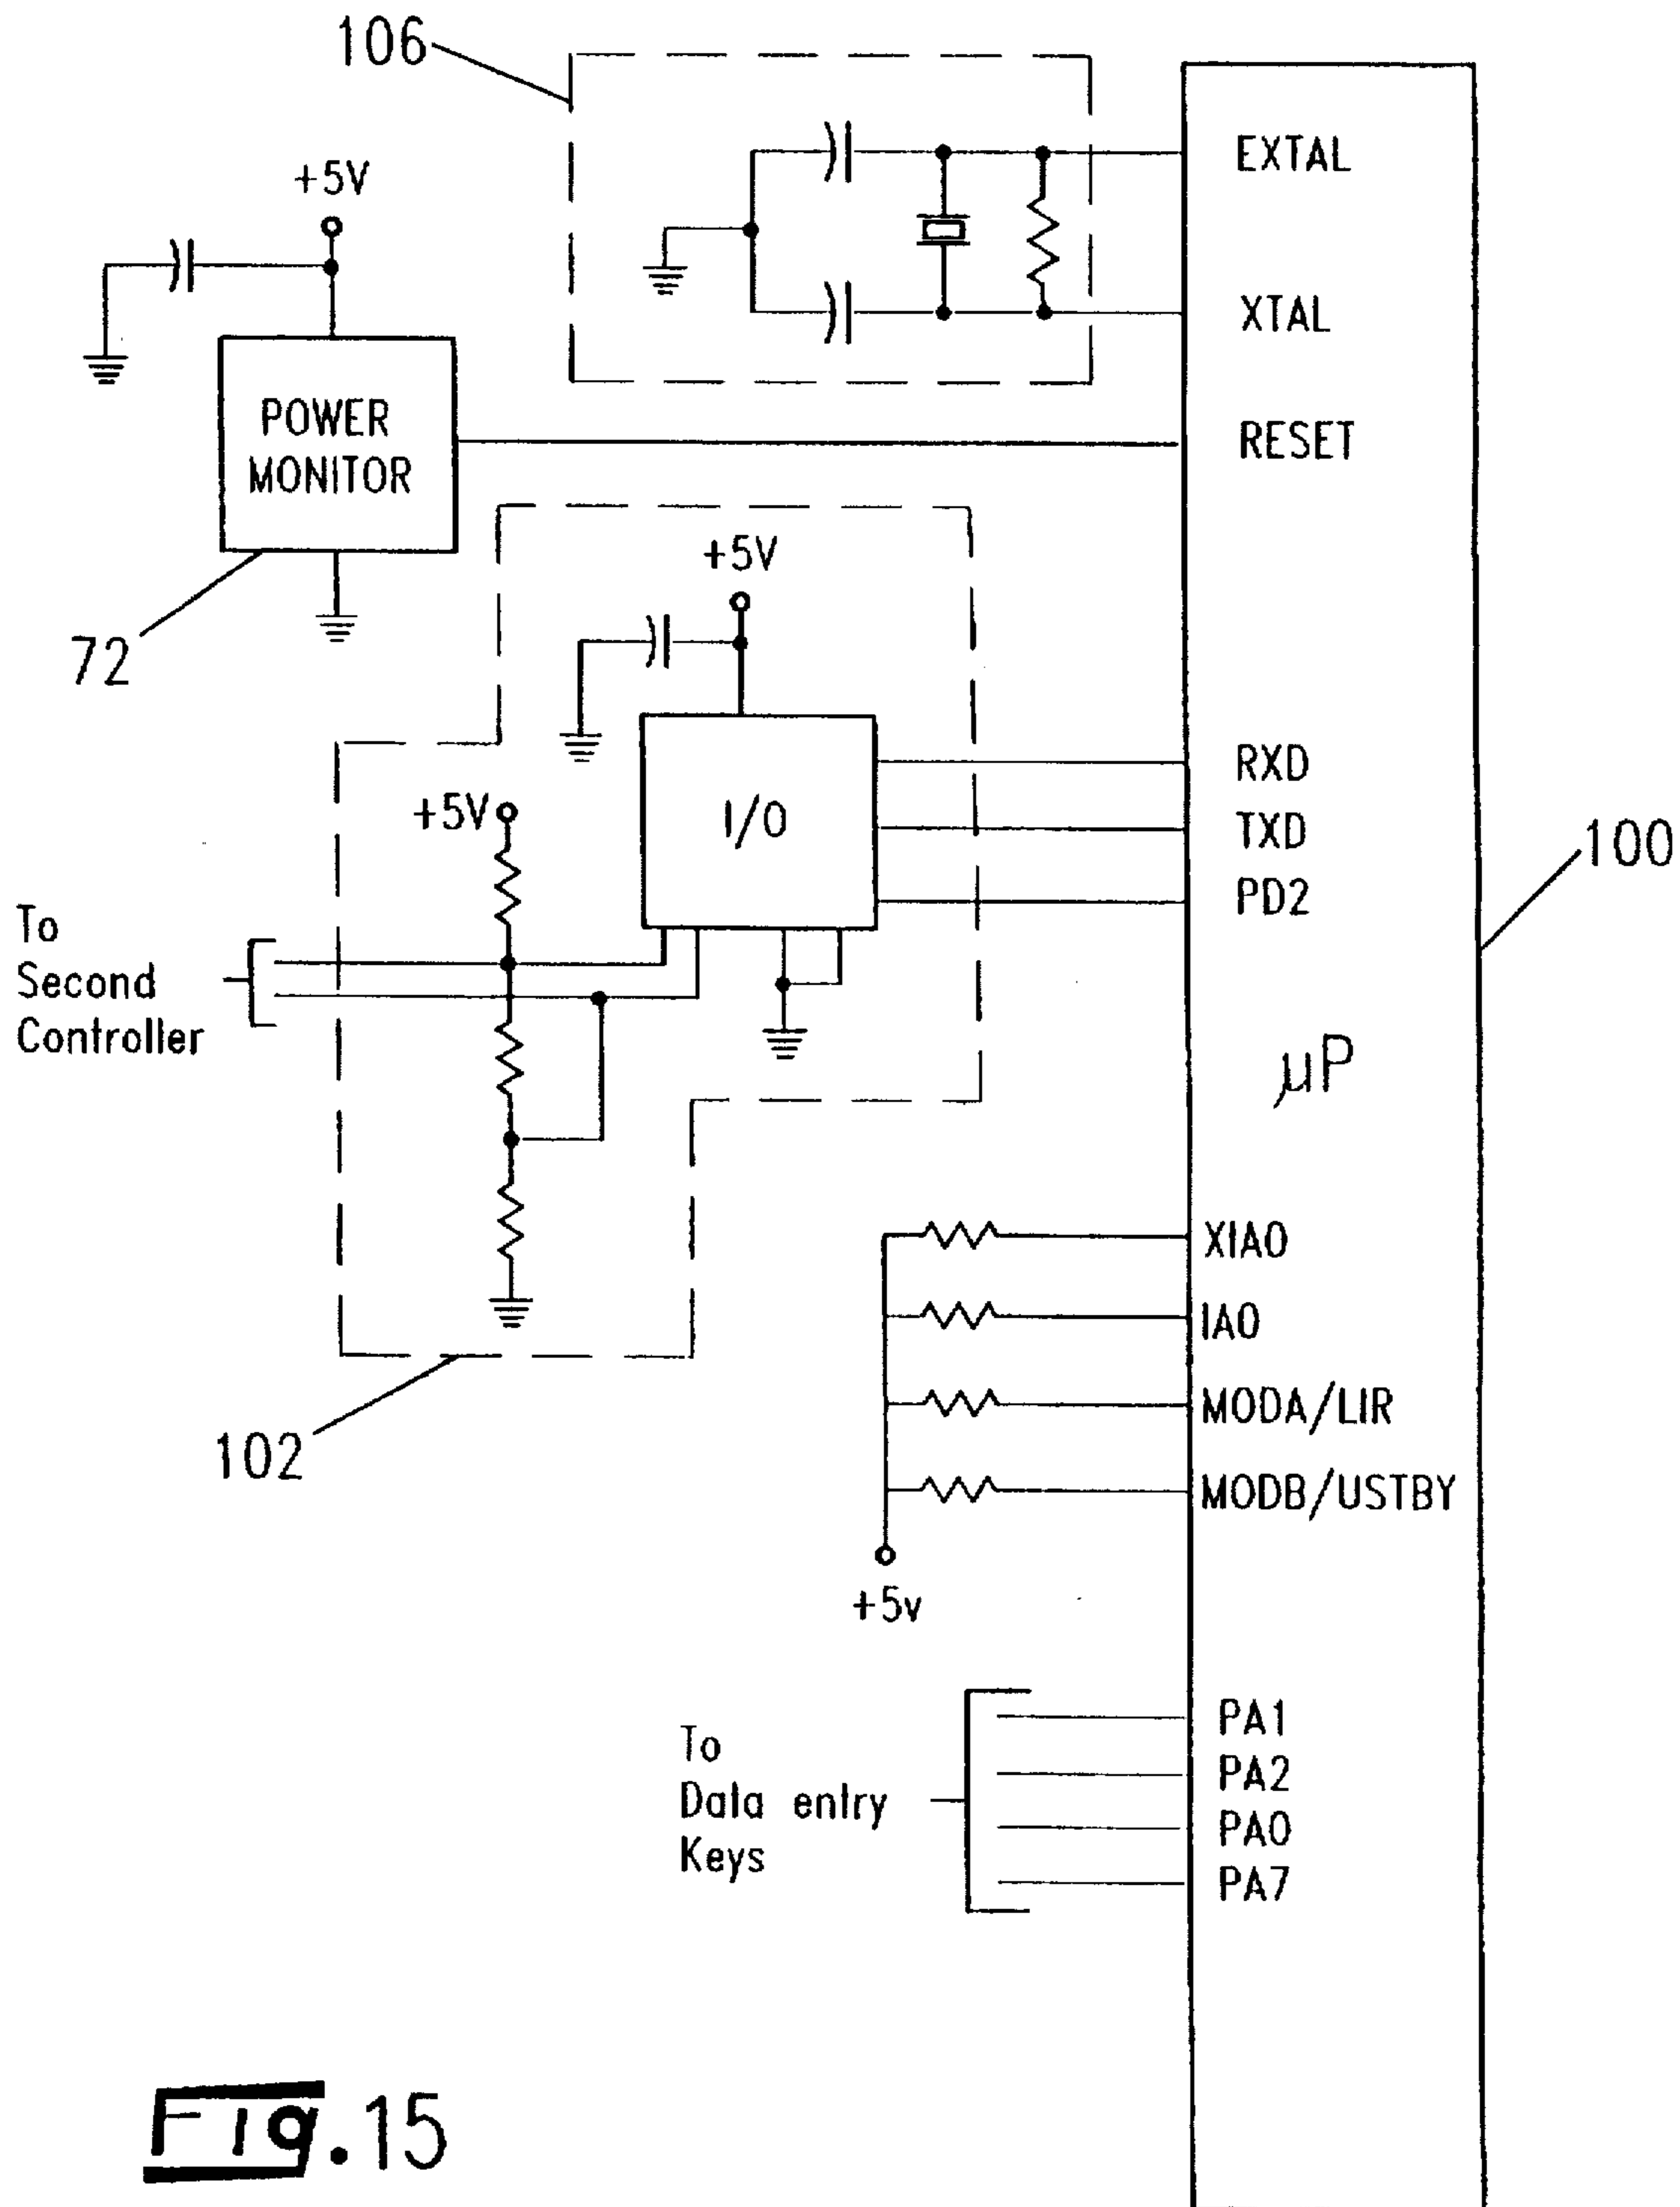 106
+5V
EXTAL
XTAL
POWER
MONITOR
RESET
72
+5V
I/O
RXD
TXD
PD2
+5V
100
To
Second
Controller
µP
102
XIAO
IAO
MODA/LIR
MODB/USTBY
+5v
To
Data entry
Keys
PA1
PA2
PA0
PA7
Fig.15